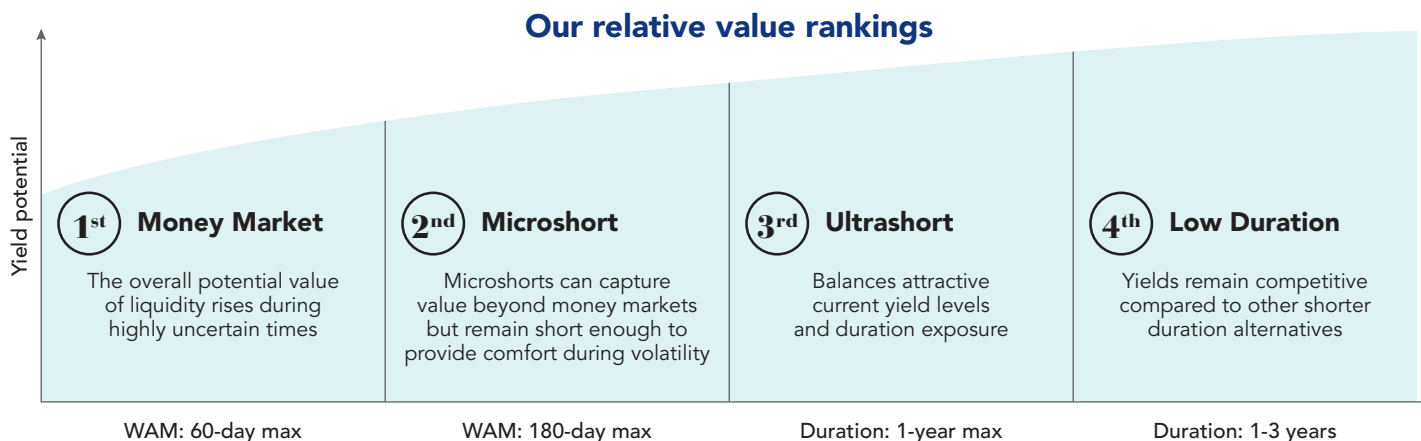 Our relative value rankings
Yield potential
1st Money Market
The overall potential value
of liquidity rises during
highly uncertain times
WAM: 60-day max
2nd Microshort
Microshorts can capture
value beyond money markets
but remain short enough to
provide comfort during volatility
WAM: 180-day max
3rd Ultrashort
Balances attractive
current yield levels
and duration exposure
Duration: 1-year max
4th Low Duration
Yields remain competitive
compared to other shorter
duration alternatives
Duration: 1-3 years